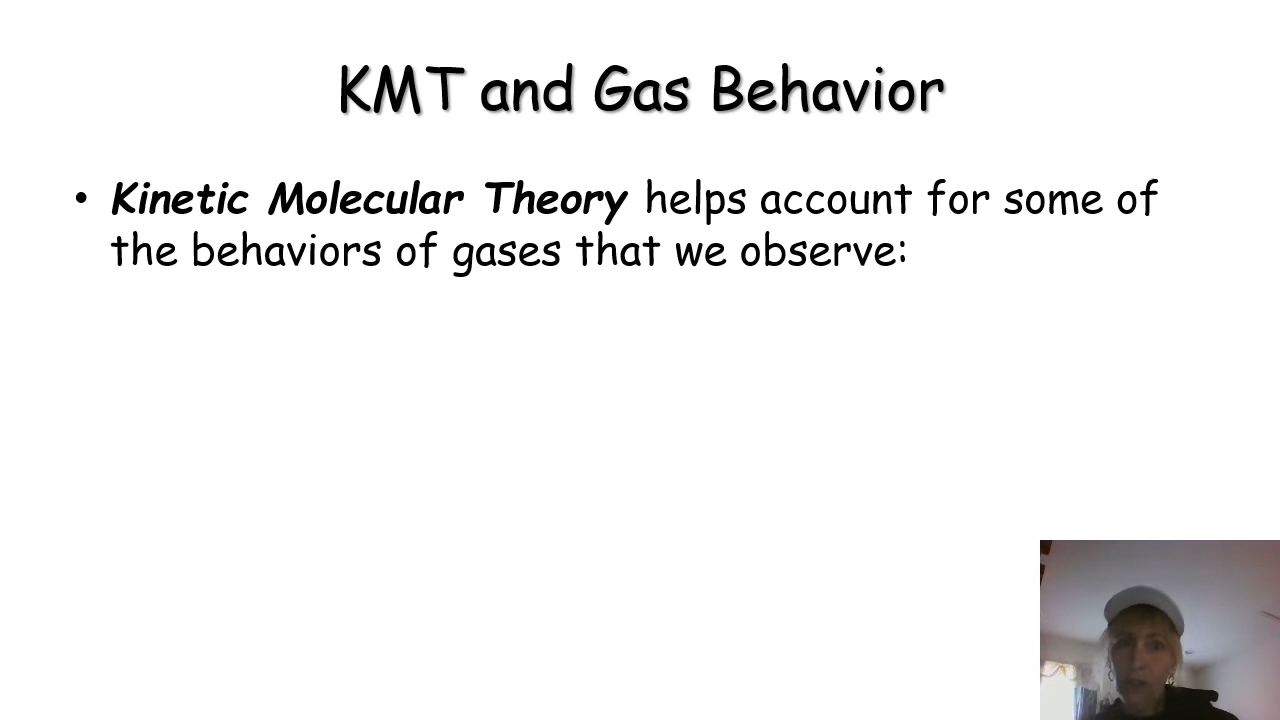 KMT and Gas Behavior
• Kinetic Molecular Theory helps account for some of
the behaviors of gases that we observe: